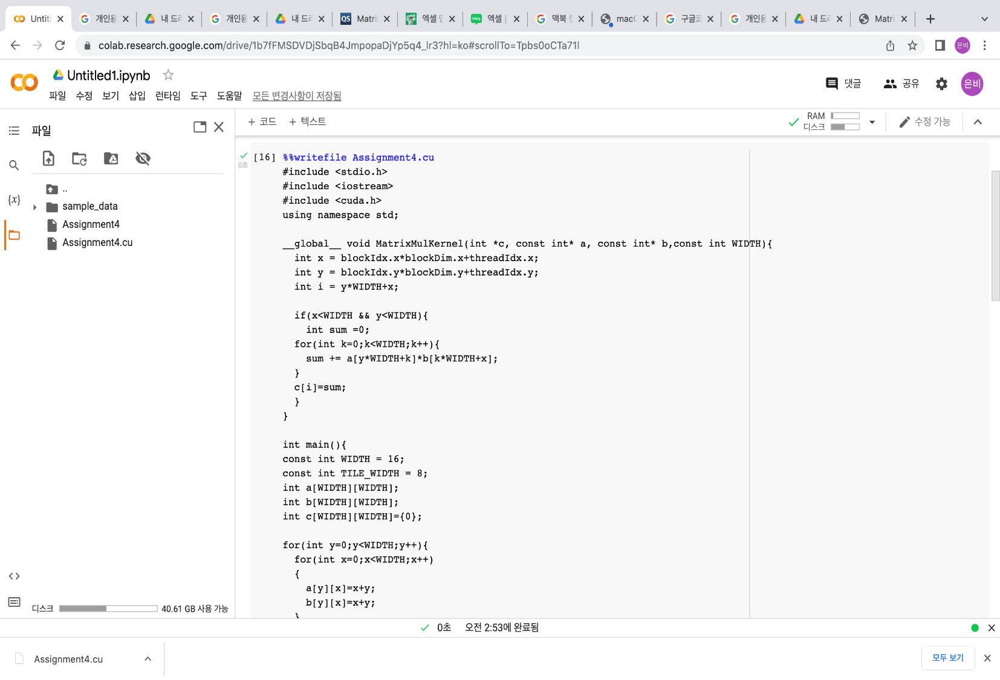 Untit
개인용
내 드
개인용
내 드
Matri
엑셀
엑셀
맥북
mac
구글
개인용
내 드
Matri
colab.research.google.com/drive/1b7fFMSDVDjSbqB4JmpopaDjYp5q4_lr3?hl=ko#scrollTo=Tpbs0oCTa71l
은비
Untitled1.ipynb
파일 수정 보기 삽입 런타임 도구 도움말 모든 변경사항이 저장됨
댓글
공유
은비
파일
+ 코드 + 텍스트
RAM
디스크
수정 가능
..
sample_data
Assignment4
Assignment4.cu
{x}
<>
디스크 40.61 GB 사용 가능
0초
[16] %%writefile Assignment4.cu
#include <stdio.h>
#include <iostream>
#include <cuda.h>
using namespace std;
__global__ void MatrixMulKernel(int *c, const int* a, const int* b,const int WIDTH){
int x = blockIdx.x*blockDim.x+threadIdx.x;
int y = blockIdx.y*blockDim.y+threadIdx.y;
int i = y*WIDTH+x;
if(x<WIDTH && y<WIDTH){
int sum =0;
for(int k=0;k<WIDTH;k++){
sum += a[y*WIDTH+k]*b[k*WIDTH+x];
}
c[i]=sum;
}
}
int main(){
const int WIDTH = 16;
const int TILE_WIDTH = 8;
int a[WIDTH][WIDTH];
int b[WIDTH][WIDTH];
int c[WIDTH][WIDTH]={0};
for(int y=0;y<WIDTH;y++){
for(int x=0;x<WIDTH;x++)
{
a[y][x]=x+y;
b[y][x]=x+y;
}
0초 오전 2:53에 완료됨
Assignment4.cu
모두 보기